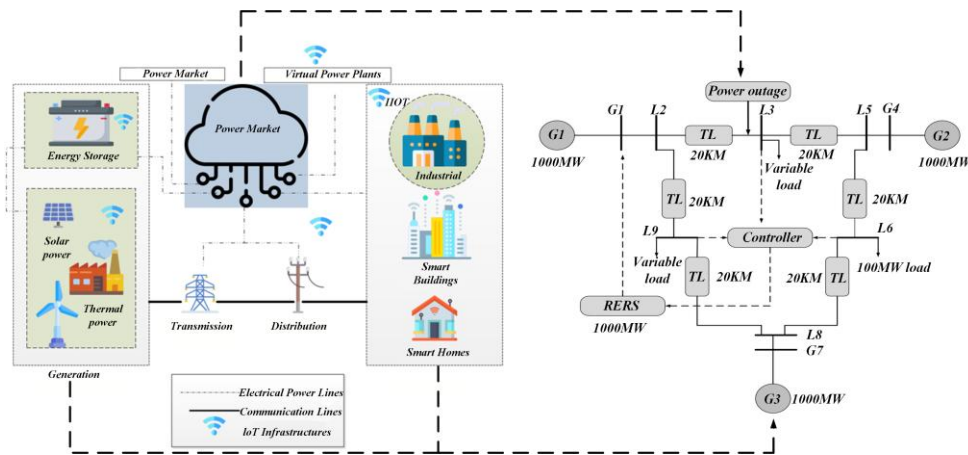 Power Market
Virtual Power Plants
IIOT
Power Market
Energy Storage
Industrial
Solar
power
Thermal
power
Smart
Buildings
Transmission
Distribution
Smart Homes
Generation
Electrical Power Lines
Communication Lines
IoT Infrastructures
Power outage
G1
L2
L3
L5
G4
G1
TL
TL
G2
1000MW
20KM
20KM
1000MW
Variable
load
TL
20KM
TL
20KM
L9
Controller
L6
Variable
load
TL
20KM
20KM
TL
100MW load
RERS
1000MW
L8
G7
G3
1000MW